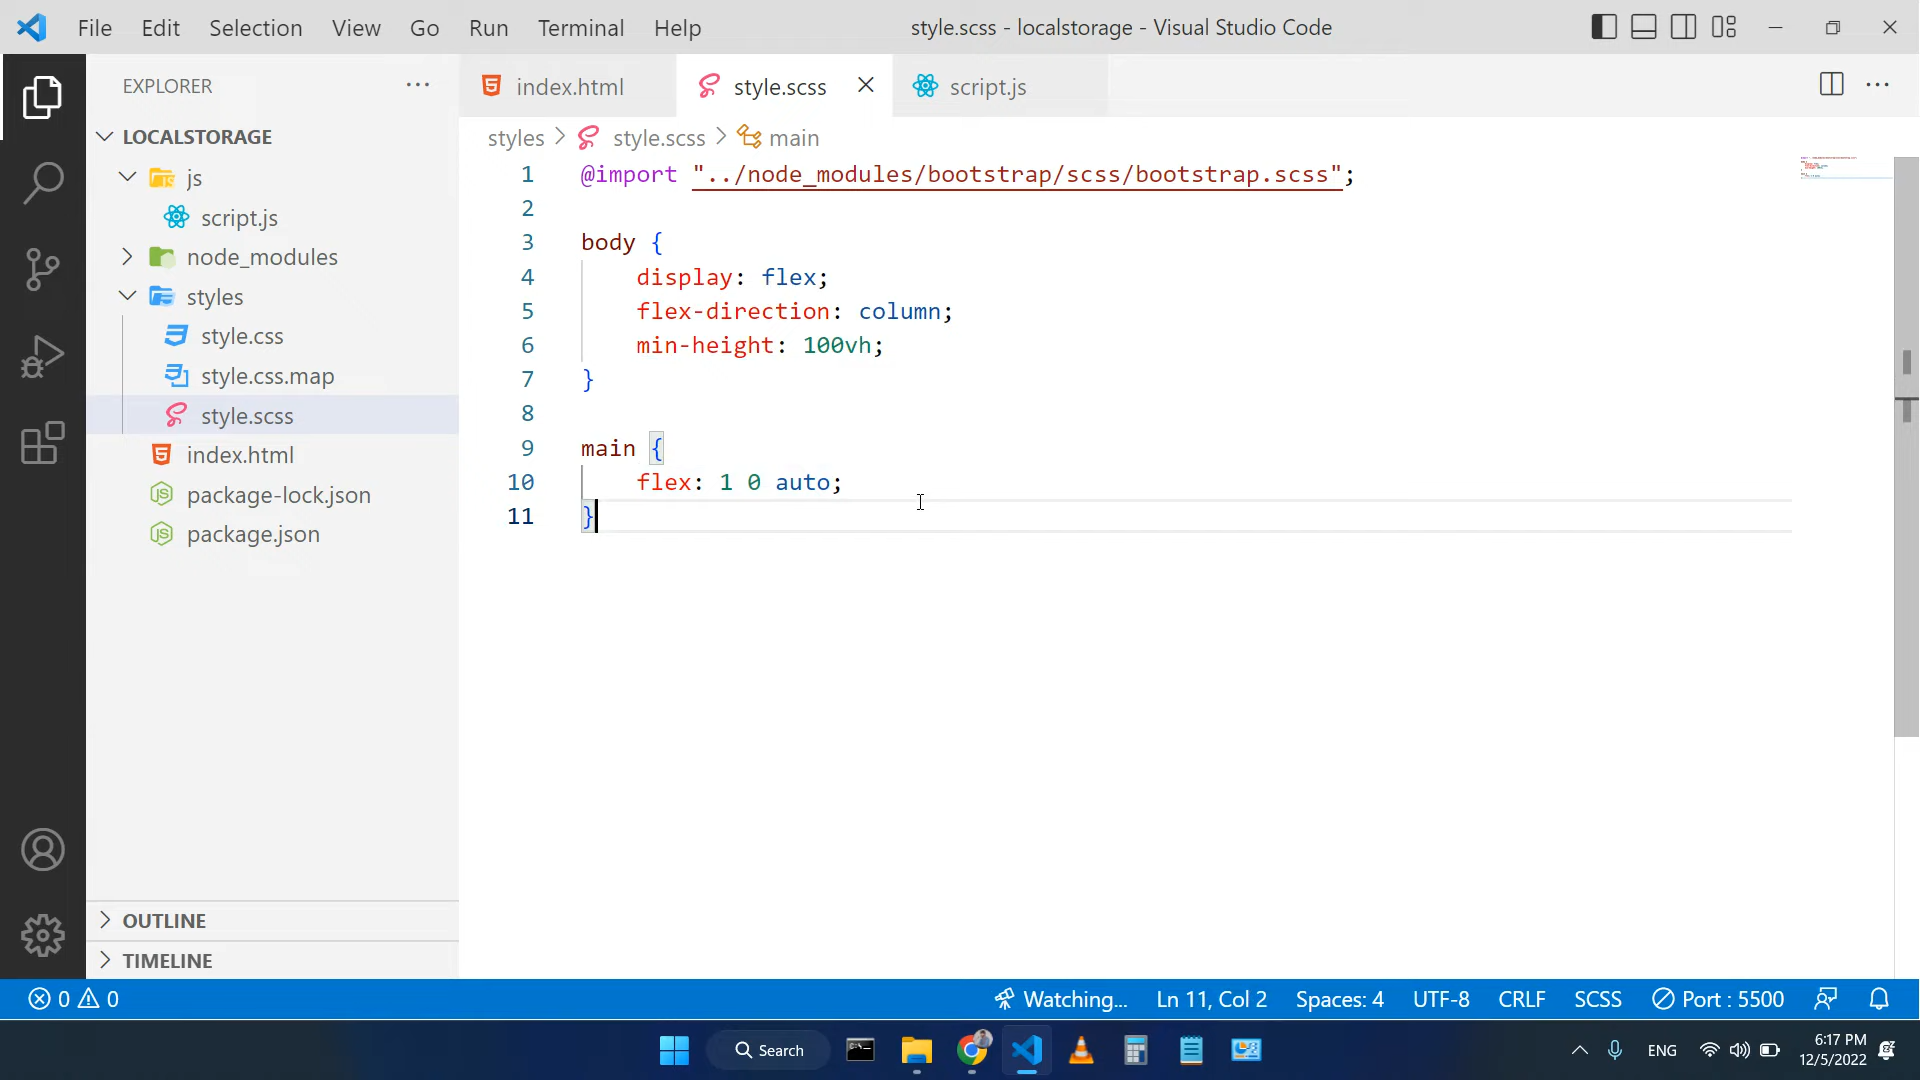 File Edit Selection View Go Run Terminal Help
style.scss - localstorage - Visual Studio Code
EXPLORER
LOCALSTORAGE
js
script.js
node_modules
styles
style.css
style.css.map
style.scss
index.html
package-lock.json
package.json
OUTLINE
TIMELINE
index.html
style.scss
script.js
styles > style.scss > main
1 @import "../node_modules/bootstrap/scss/bootstrap.scss";
2
3 body {
4 display: flex;
5 flex-direction: column;
6 min-height: 100vh;
7 }
8
9 main {
10 flex: 1 0 auto;
11 }
0 0
Watching... Ln 11, Col 2 Spaces: 4 UTF-8 CRLF SCSS Port : 5500
Search
ENG
6:17 PM
12/5/2022